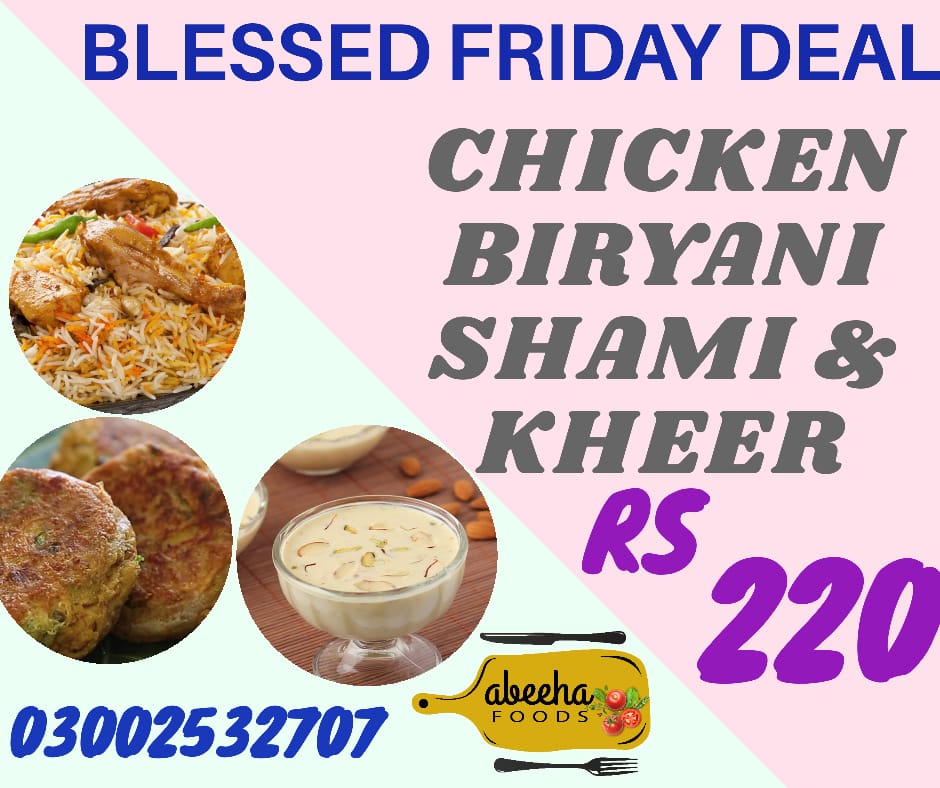 BLESSED FRIDAY DEAL
CHICKEN
BIRYANI
SHAMI &
KHEER
RS
220
abeeha
FOODS
03002532707